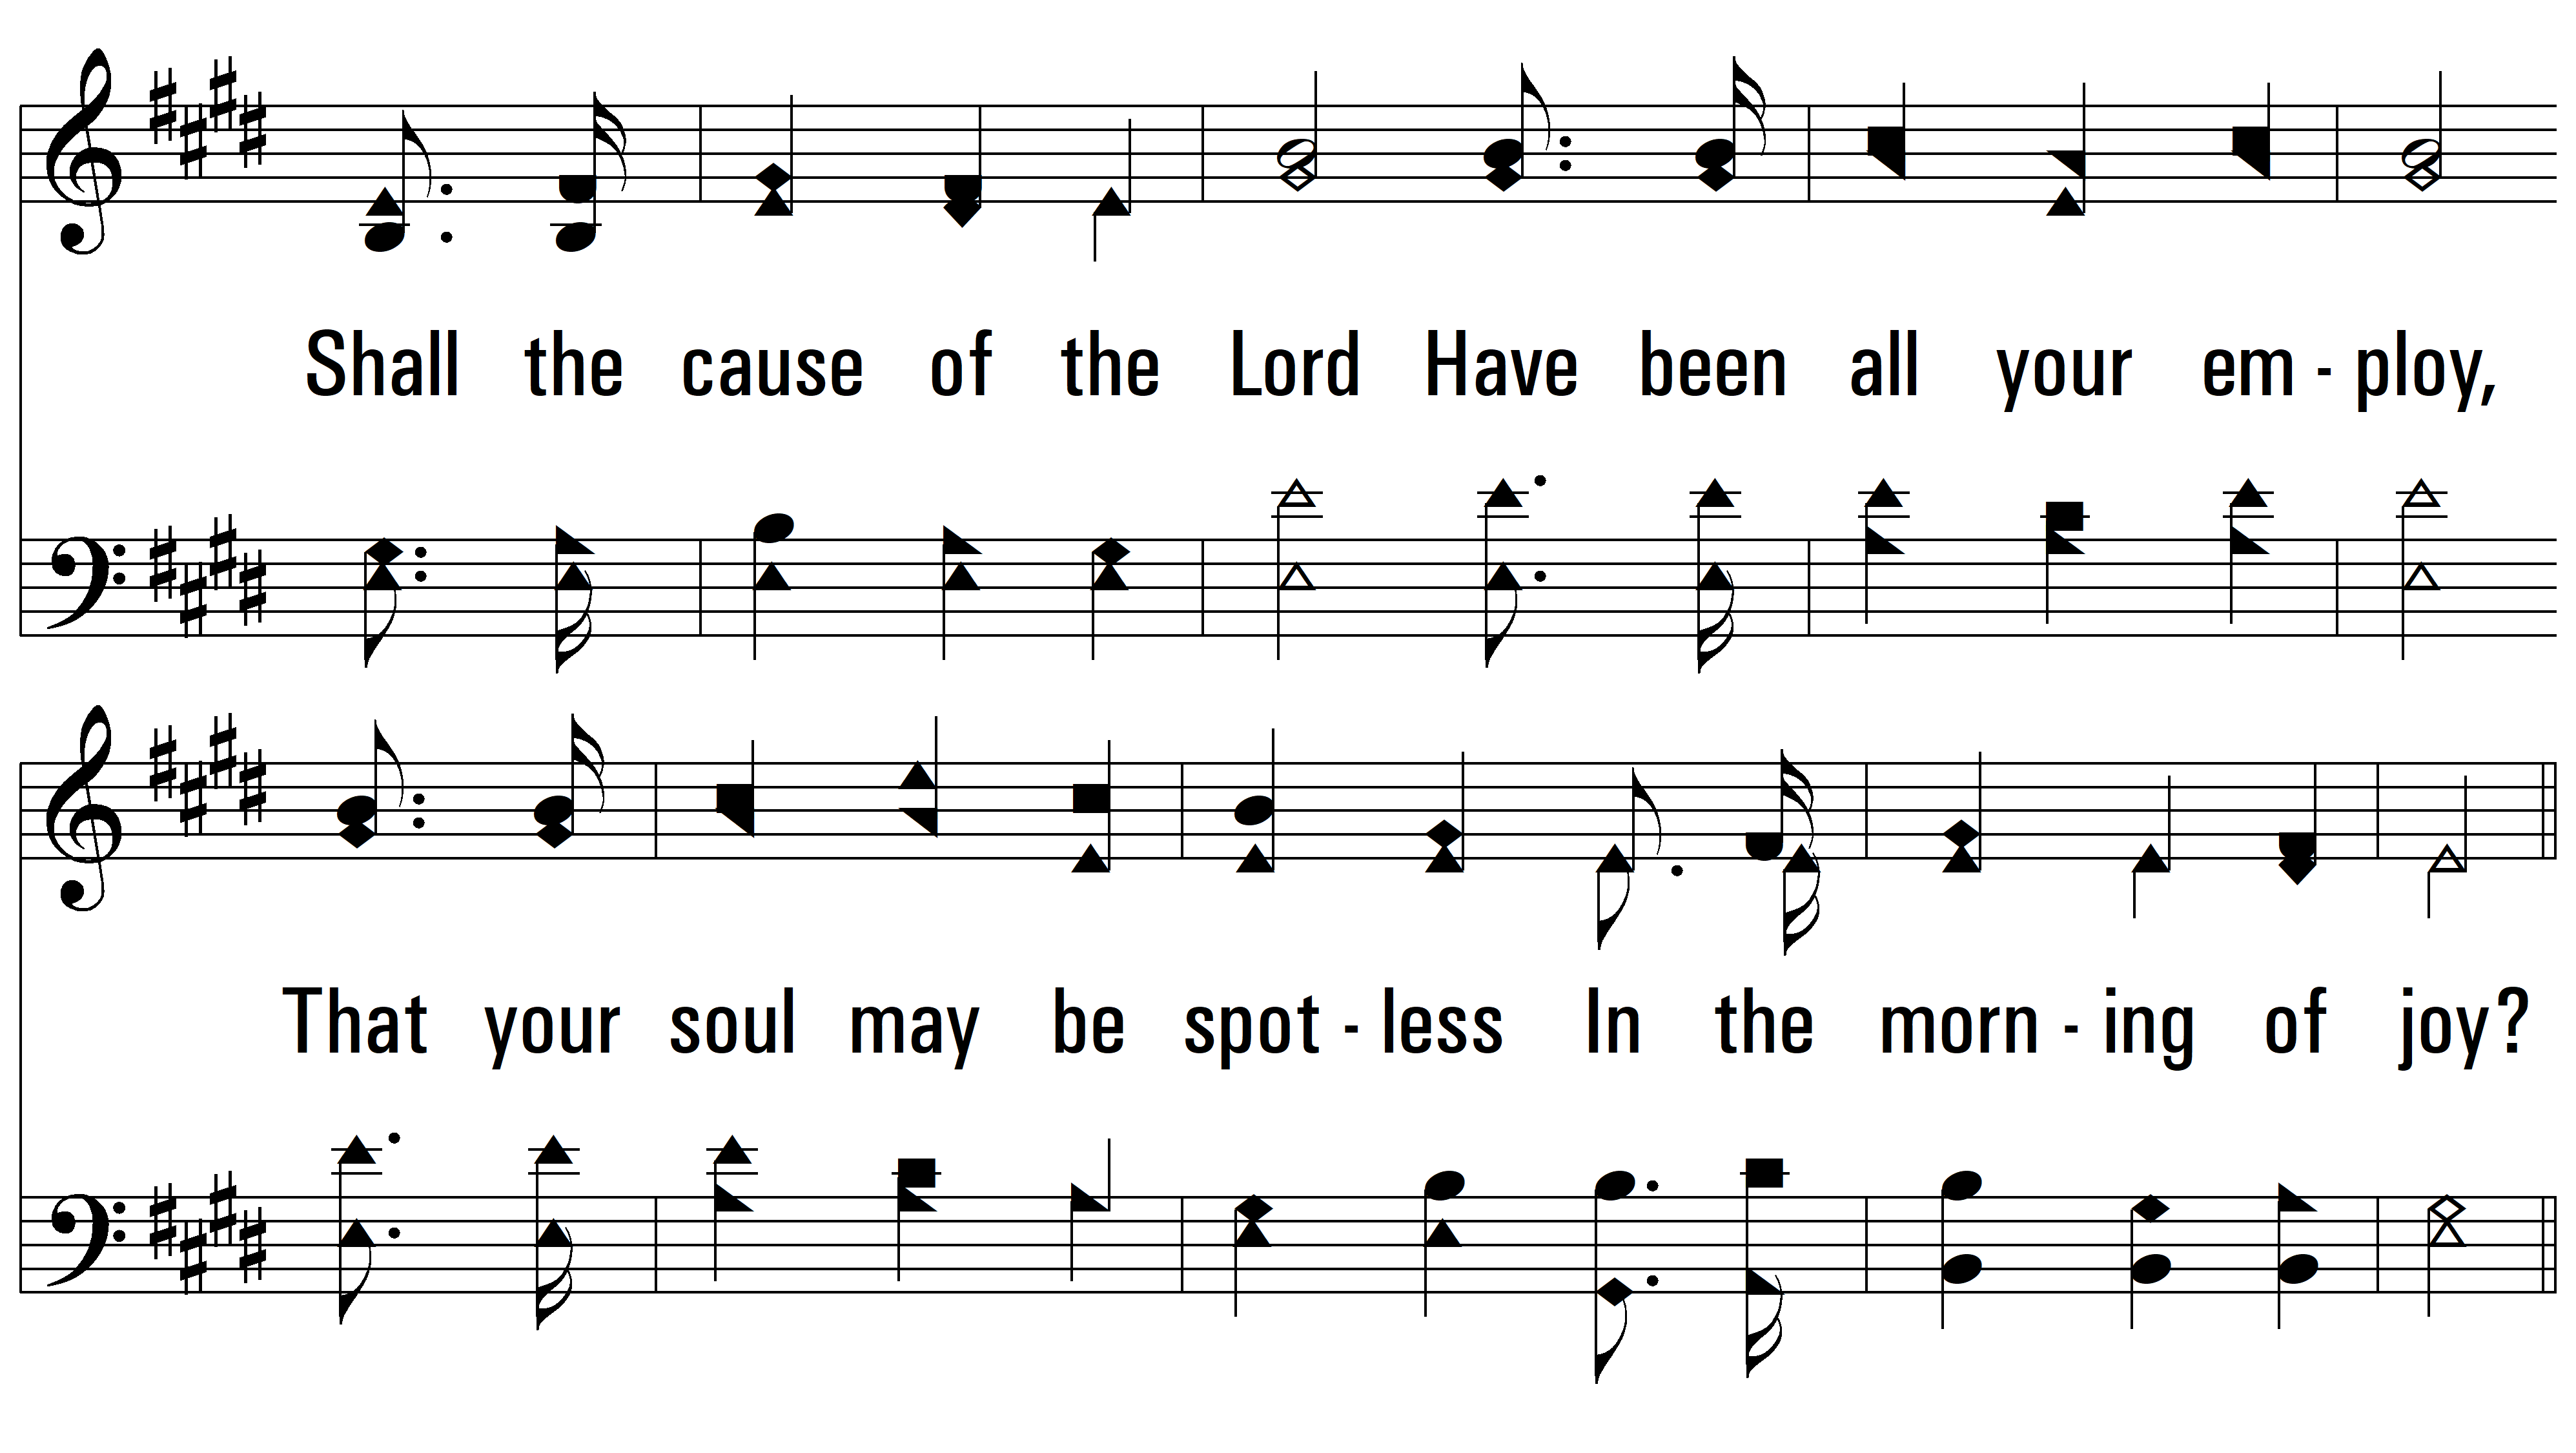 Shall the cause of the Lord Have been all your em - ploy,
That your soul may be spot - less In the morn - ing of joy?